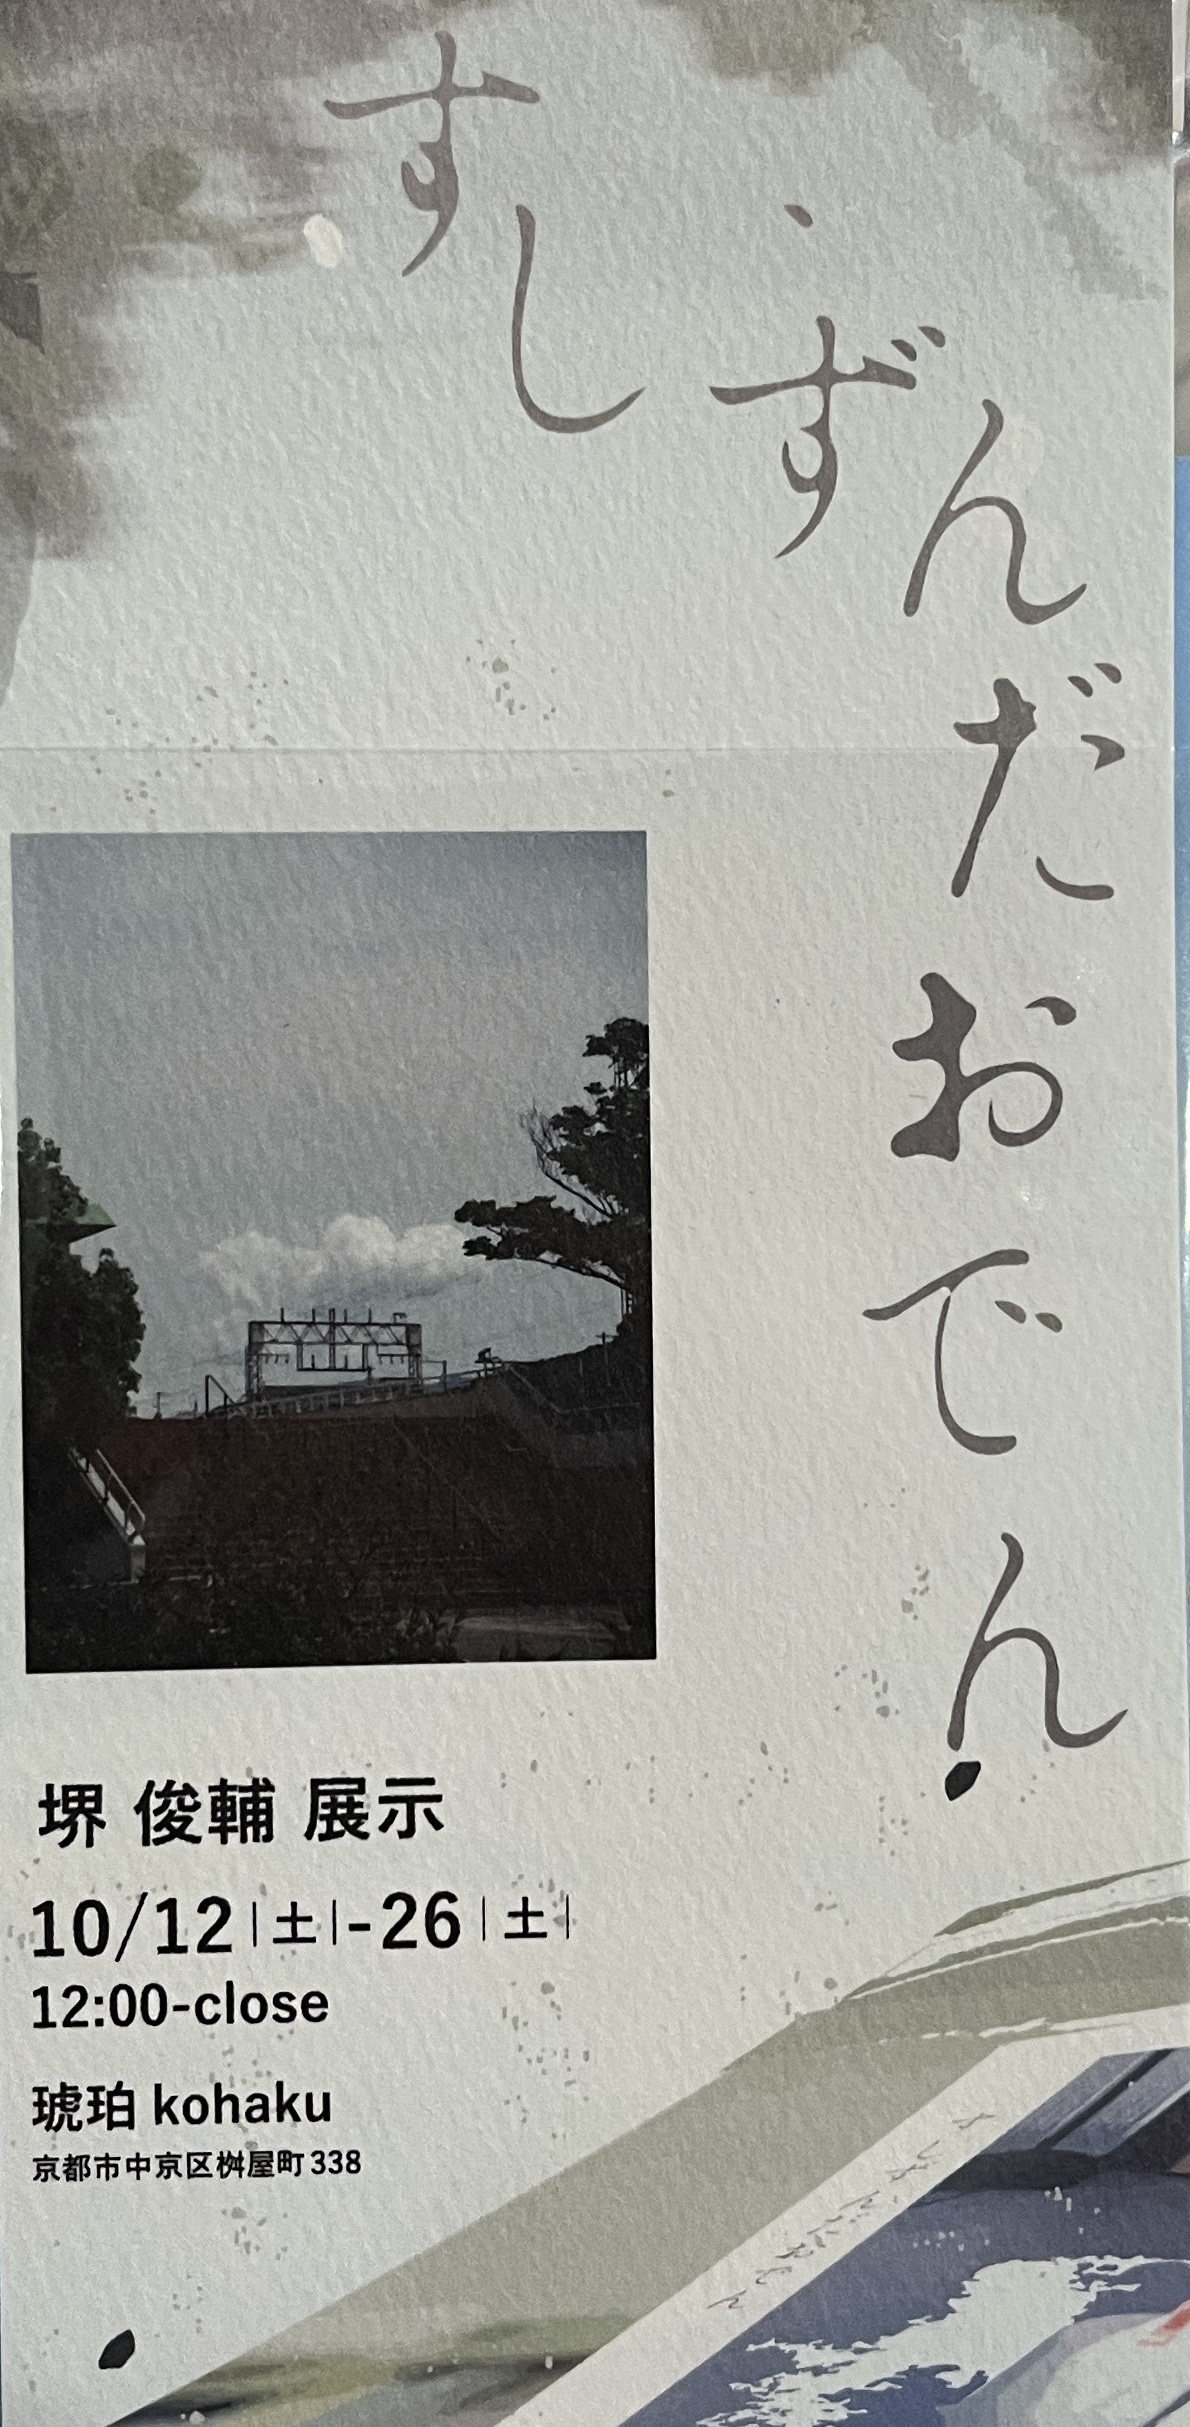 すし、ずんだおでん
堺 俊輔 展示
10/12|土|-26|土|
12:00-close
琥珀 kohaku
京都市中京区桝屋町338